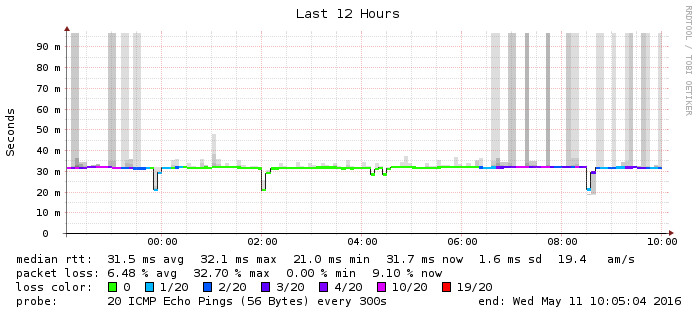 Last 12 Hours
RRDTOOL / TOBI OETIKER
Seconds
90 m
80 m
70 m
60 m
50 m
40 m
30 m
20 m
10 m
0
00:00 02:00 04:00 06:00 08:00 10:00
median rtt: 31.5 ms avg 32.1 ms max 21.0 ms min 31.7 ms now 1.6 ms sd 19.4 am/s
packet loss: 6.48 % avg 32.70 % max 0.00 % min 9.10 % now
loss color: 0 1/20 2/20 3/20 4/20 10/20 19/20
probe: 20 ICMP Echo Pings (56 Bytes) every 300s end: Wed May 11 10:05:04 2016